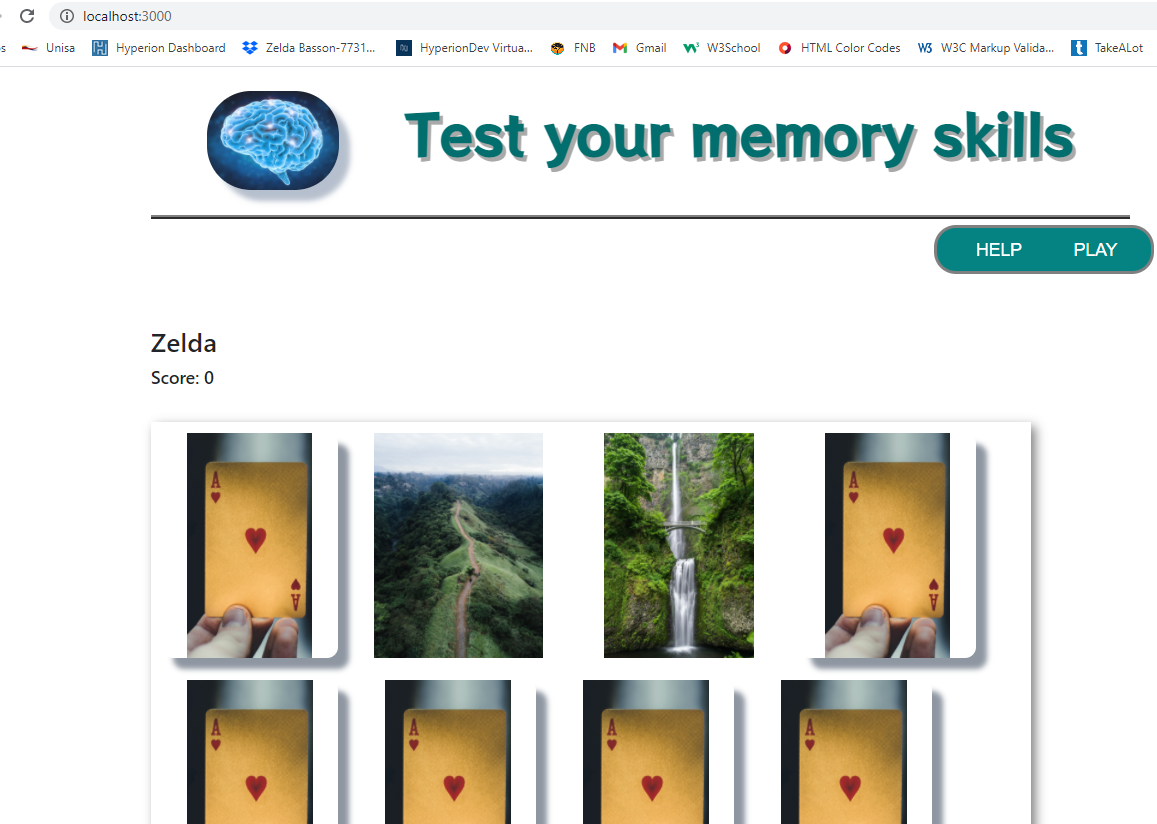 localhost:3000
s Unisa Hyperion Dashboard Zelda Basson-7731... HyperionDev Virtua... FNB Gmail W3School HTML Color Codes W3C Markup Valida... TakeALot
Test your memory skills
HELP PLAY
Zelda
Score: 0
A A
A A
A A A A